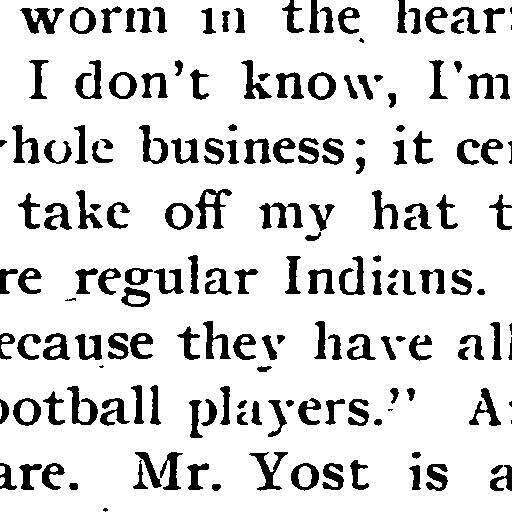 worm in the hear
I don't know, I'm
whole business; it cer
take off my hat t
re regular Indians.
ecause they have all
ootball players." A
are. Mr. Yost is a